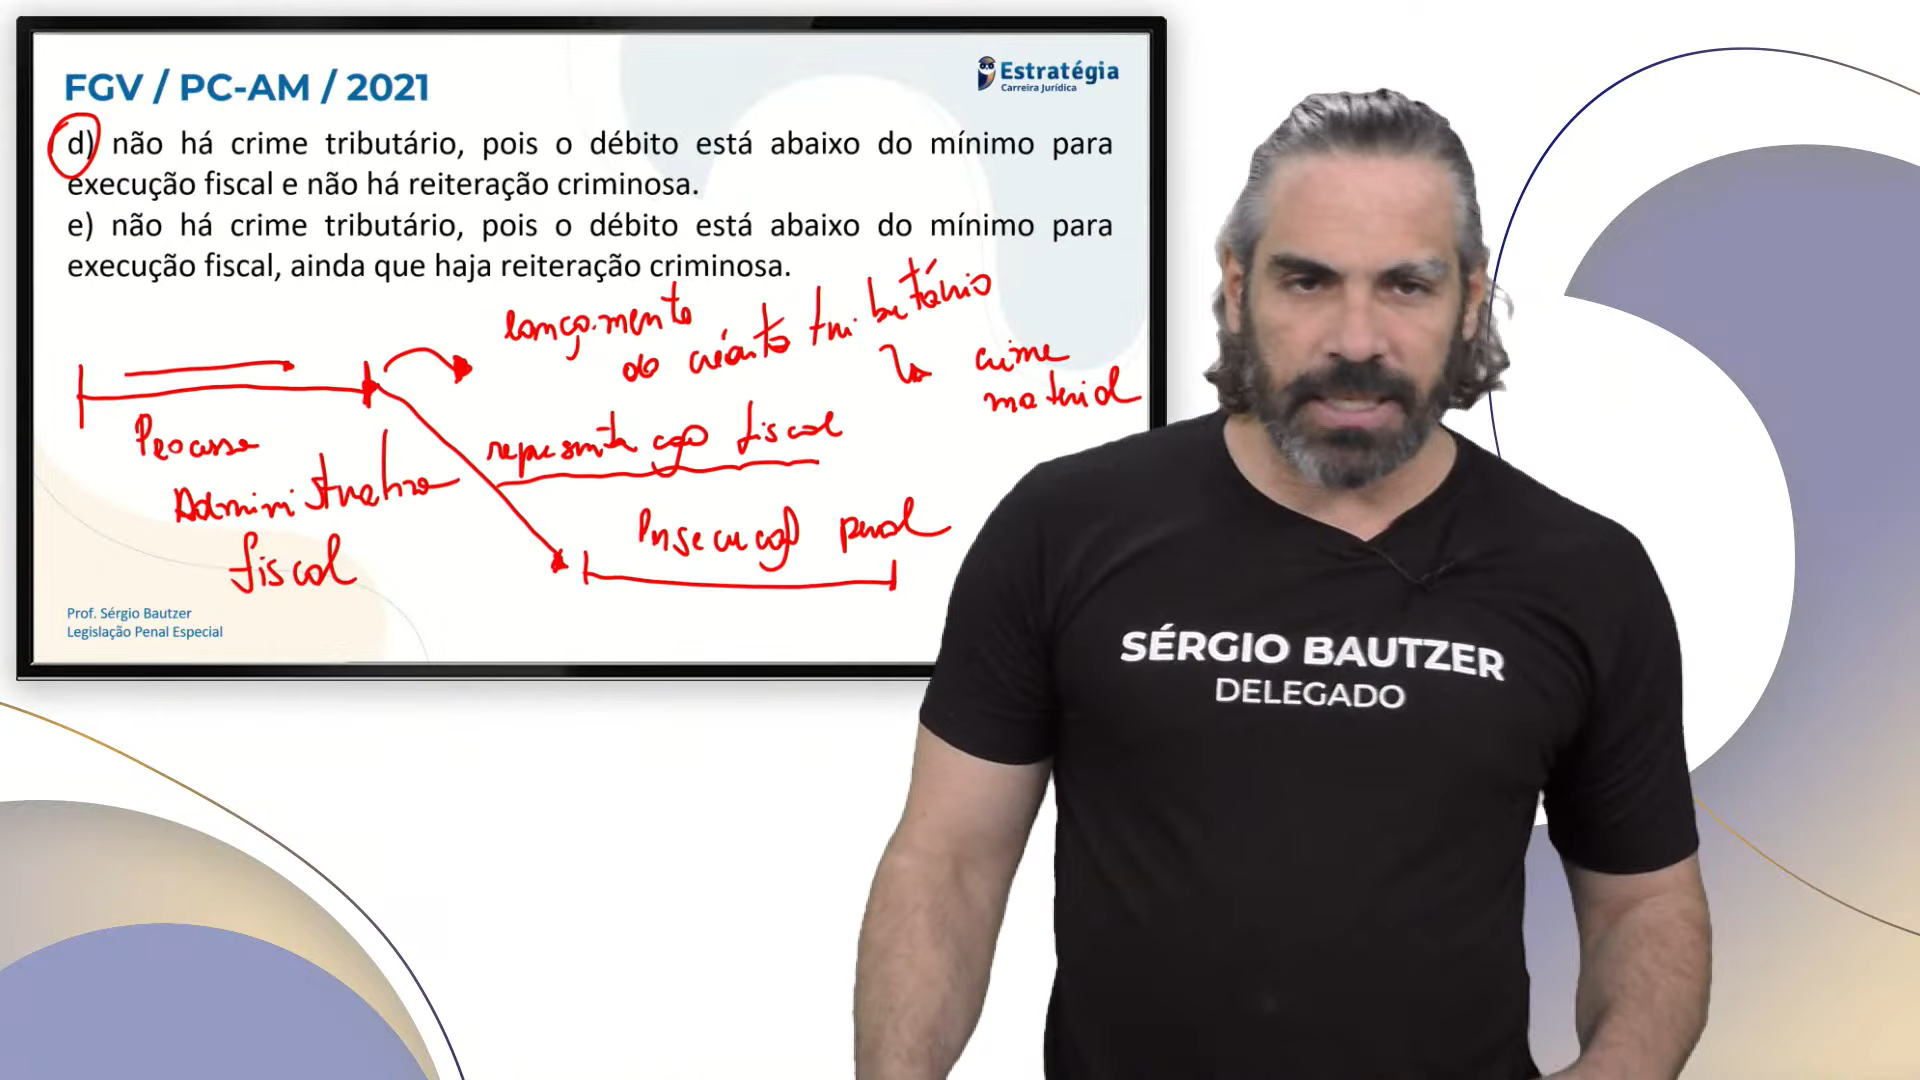 FGV / PC-AM / 2021
Estratégia
Carreira Jurídica
d) não há crime tributário, pois o débito está abaixo do mínimo para
execução fiscal e não há reiteração criminosa.
e) não há crime tributário, pois o débito está abaixo do mínimo para
execução fiscal, ainda que haja reiteração criminosa.
lançamento
do crédito tributário
crime
material
Processo
Administrativo
fiscal
representação fiscal
Persecução penal
Prof. Sérgio Bautzer
Legislação Penal Especial
SÉRGIO BAUTZER
DELEGADO